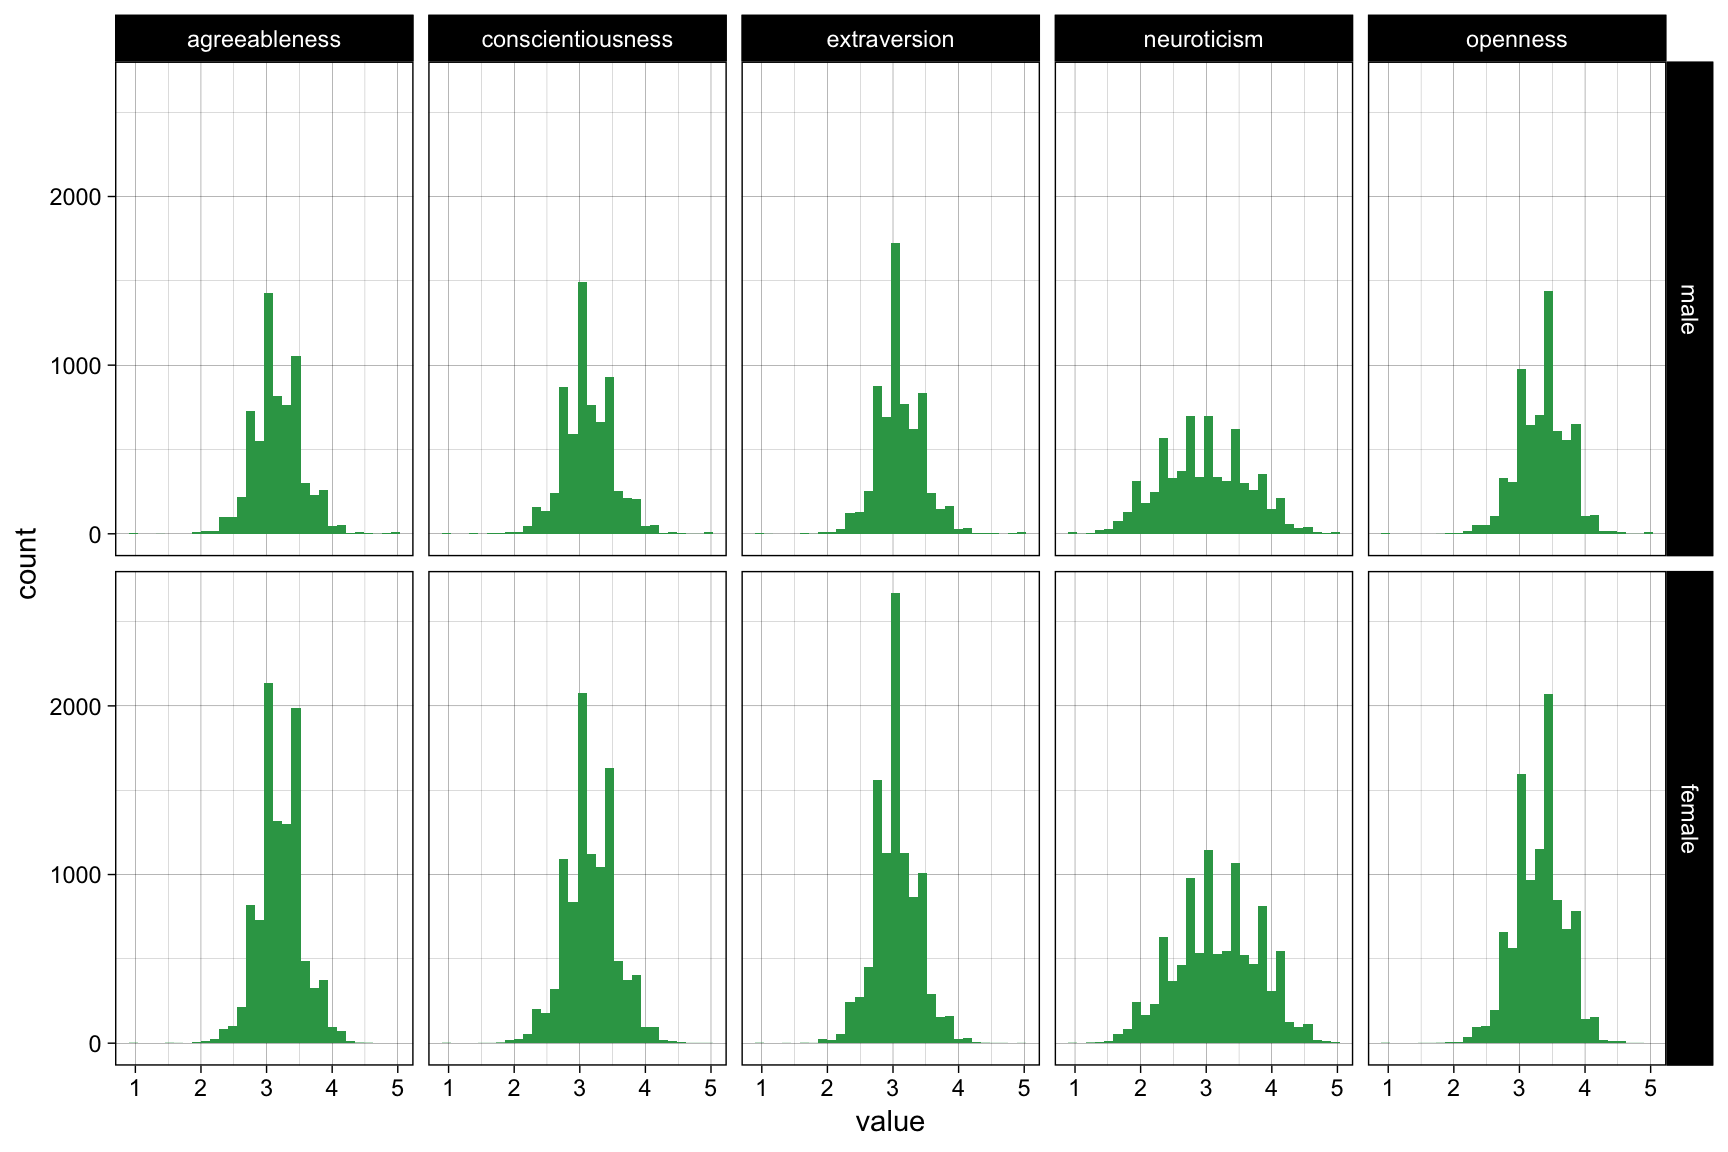 agreeableness conscientiousness extraversion neuroticism openness
male
2000
1000
0
count
female
2000
1000
0
1 2 3 4 5 1 2 3 4 5 1 2 3 4 5 1 2 3 4 5 1 2 3 4 5
value